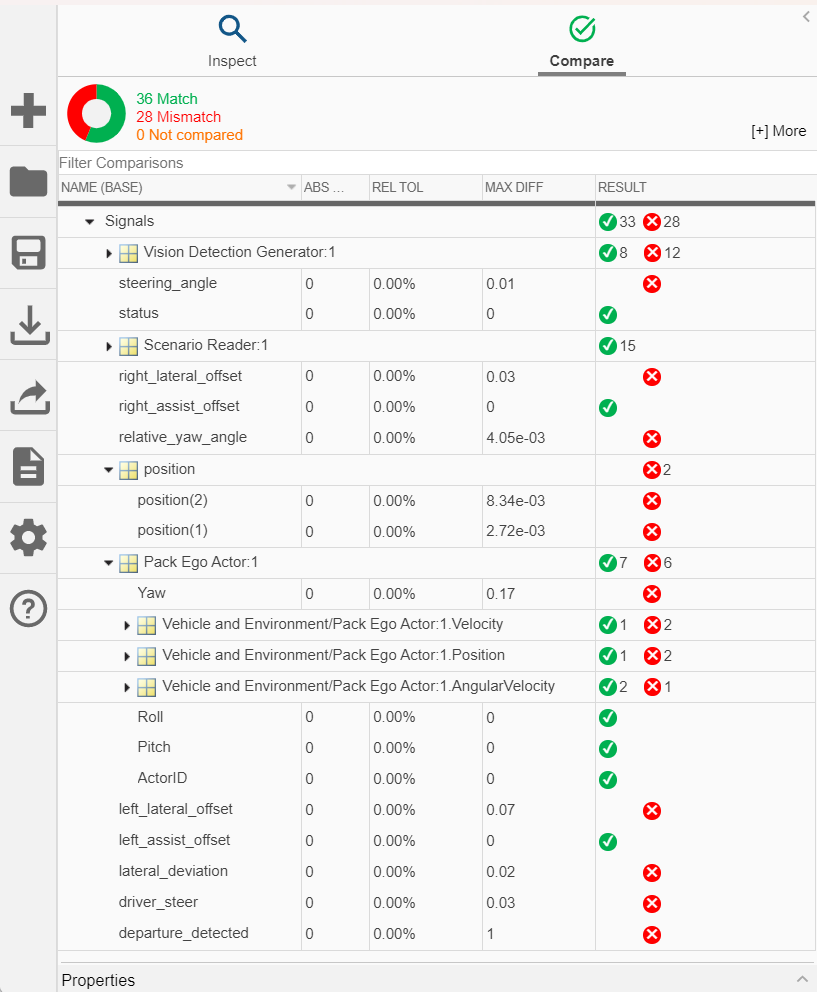 Inspect
Compare
36 Match
28 Mismatch
0 Not compared
[+] More
Filter Comparisons
NAME (BASE) ABS ... REL TOL MAX DIFF RESULT
Signals 33 28
Vision Detection Generator:1 8 12
steering_angle 0 0.00% 0.01
status 0 0.00% 0
Scenario Reader:1 15
right_lateral_offset 0 0.00% 0.03
right_assist_offset 0 0.00% 0
relative_yaw_angle 0 0.00% 4.05e-03
position 2
position(2) 0 0.00% 8.34e-03
position(1) 0 0.00% 2.72e-03
Pack Ego Actor:1 7 6
Yaw 0 0.00% 0.17
Vehicle and Environment/Pack Ego Actor:1.Velocity 1 2
Vehicle and Environment/Pack Ego Actor:1.Position 1 2
Vehicle and Environment/Pack Ego Actor:1.AngularVelocity 2 1
Roll 0 0.00% 0
Pitch 0 0.00% 0
ActorID 0 0.00% 0
left_lateral_offset 0 0.00% 0.07
left_assist_offset 0 0.00% 0
lateral_deviation 0 0.00% 0.02
driver_steer 0 0.00% 0.03
departure_detected 0 0.00% 1
Properties